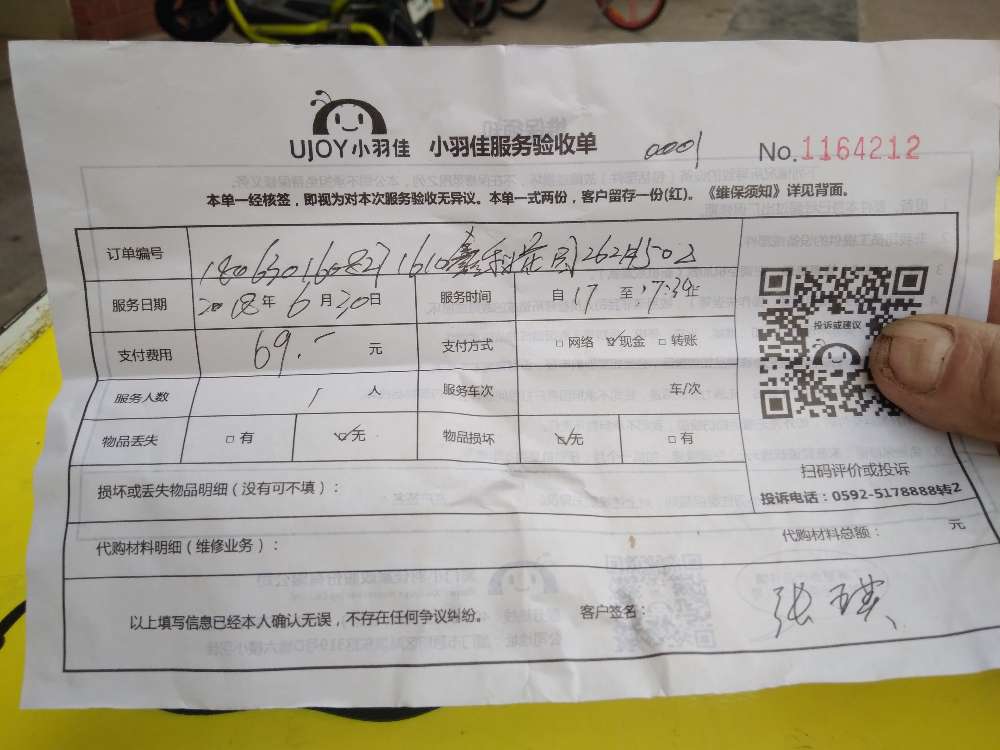 UJOY小羽佳 小羽佳服务验收单 0001 No.1164212
本单一经核签，即视为对本次服务验收无异议。本单一式两份，客户留存一份(红)。《维保须知》详见背面。
订单编号
服务日期 2018年6月30日 服务时间 自17至17:34止
支付费用 69.- 元 支付方式 □网络 ☑现金 □转账
服务人数 1 人 服务车次 车/次
物品丢失 □有 ☑无 物品损坏 ☑无 □有
投诉或建议
扫码评价或投诉
投诉电话：0592-5178888转2
损坏或丢失物品明细（没有可不填）：
代购材料明细（维修业务）： 代购材料总额： 元
以上填写信息已经本人确认无误，不存在任何争议纠纷。 客户签名： 张